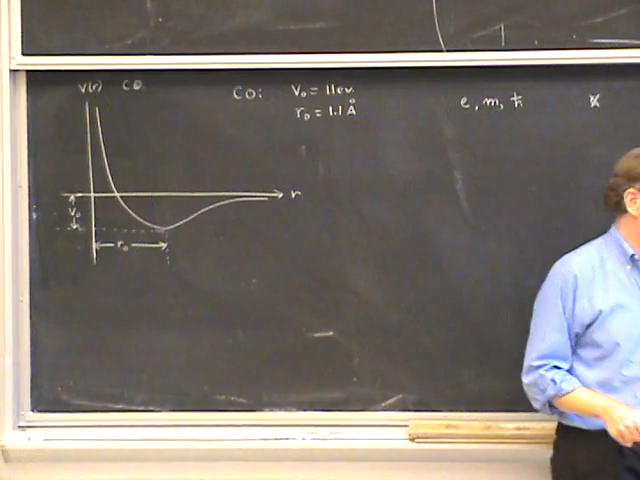 V(r) CO
CO: V₀ = 11ev.
r₀ = 1.1 Å
e, m, ħ
r
V₀
r₀